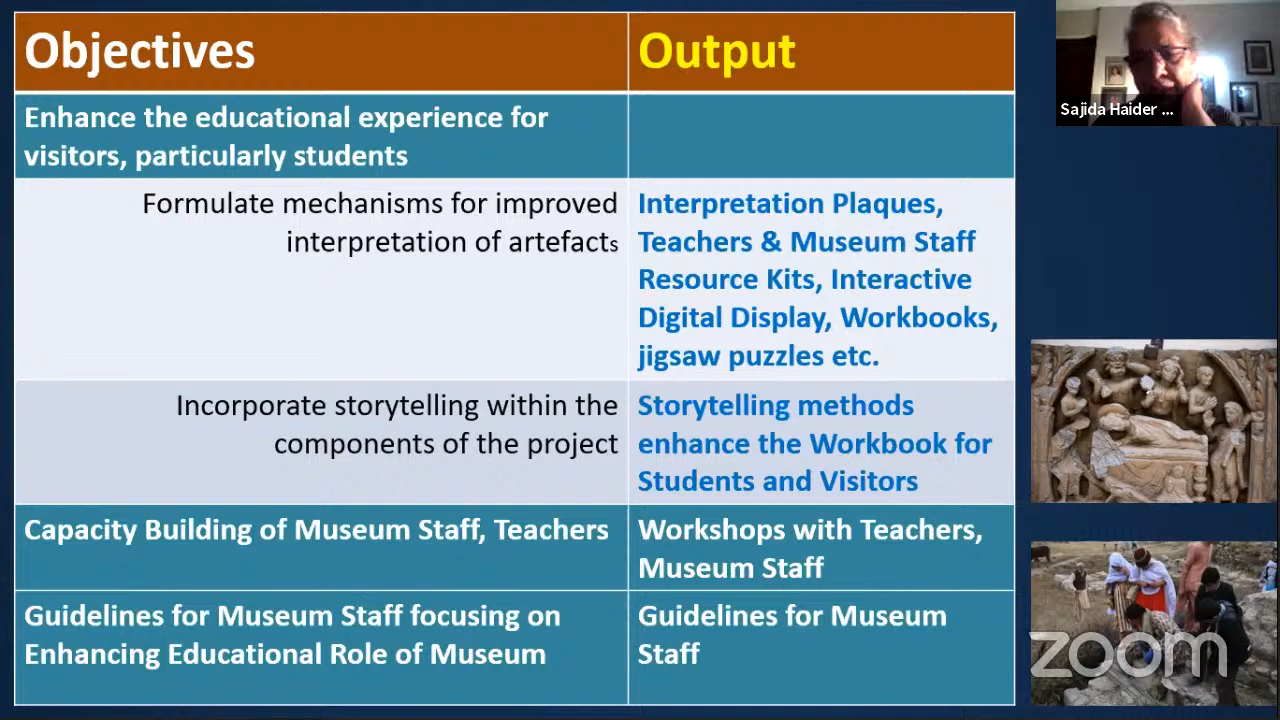 Objectives
Output
Enhance the educational experience for
visitors, particularly students
Formulate mechanisms for improved
interpretation of artefacts
Interpretation Plaques,
Teachers & Museum Staff
Resource Kits, Interactive
Digital Display, Workbooks,
jigsaw puzzles etc.
Incorporate storytelling within the
components of the project
Storytelling methods
enhance the Workbook for
Students and Visitors
Capacity Building of Museum Staff, Teachers
Workshops with Teachers,
Museum Staff
Guidelines for Museum Staff focusing on
Enhancing Educational Role of Museum
Guidelines for Museum
Staff
Sajida Haider ...
zoom